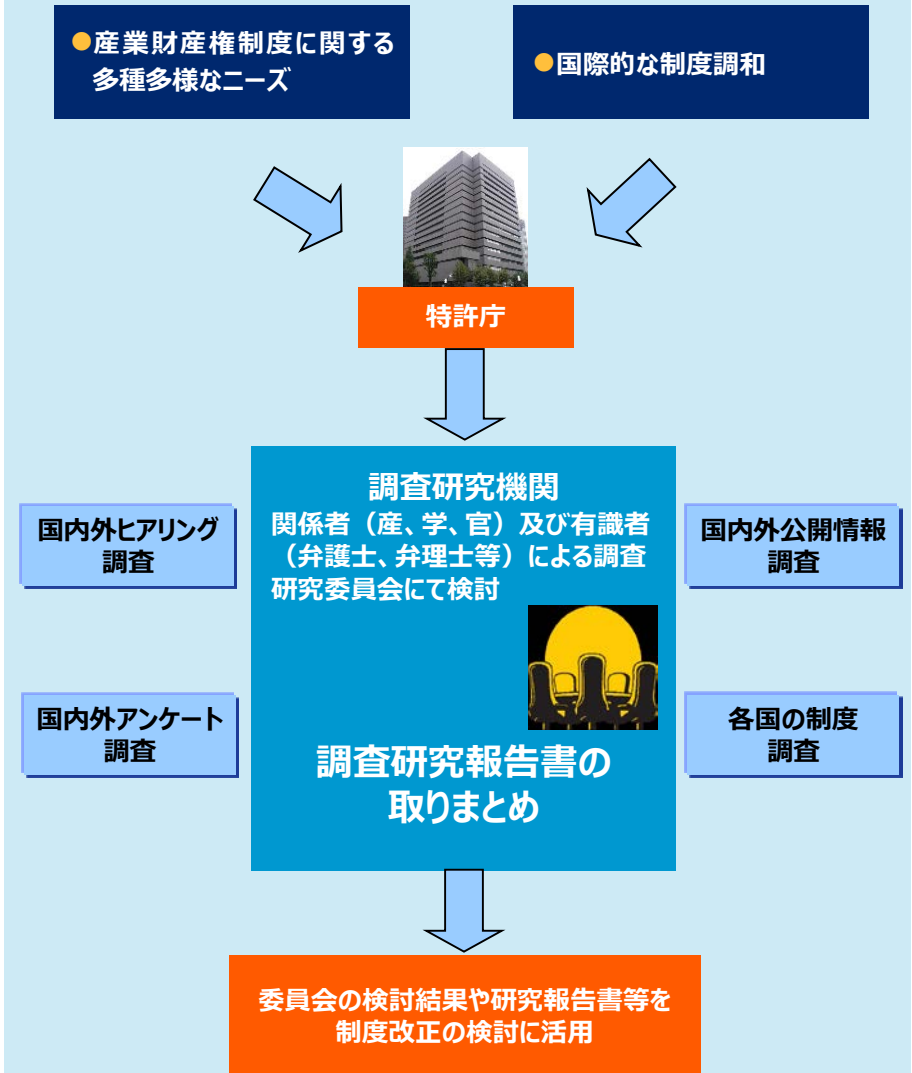 ●産業財産権制度に関する
多種多様なニーズ
●国際的な制度調和
特許庁
調査研究機関
関係者（産、学、官）及び有識者
（弁護士、弁理士等）による調査
研究委員会にて検討
国内外ヒアリング
調査
国内外公開情報
調査
国内外アンケート
調査
各国の制度
調査
調査研究報告書の
取りまとめ
委員会の検討結果や研究報告書等を
制度改正の検討に活用